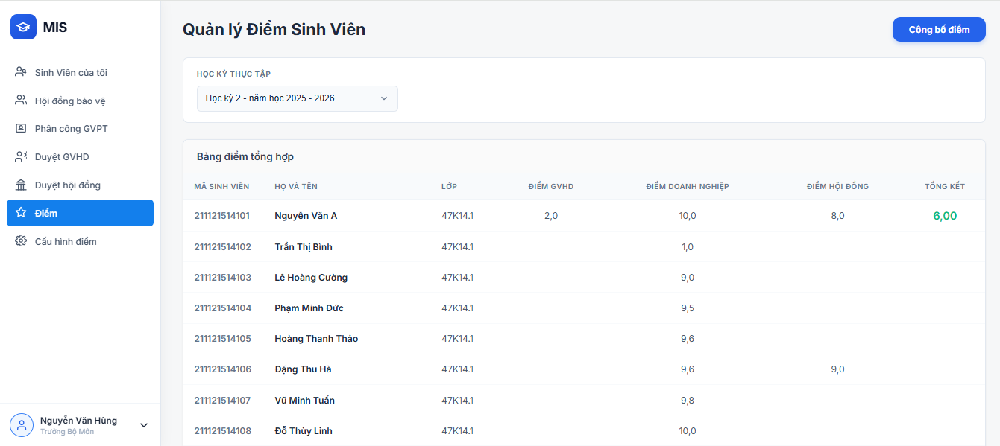 MIS
Sinh Viên của tôi
Hội đồng bảo vệ
Phân công GVPT
Duyệt GVHD
Duyệt hội đồng
Điểm
Cấu hình điểm
Nguyễn Văn Hùng
Trưởng Bộ Môn
Quản lý Điểm Sinh Viên
Công bố điểm
HỌC KỲ THỰC TẬP
Học kỳ 2 - năm học 2025 - 2026
Bảng điểm tổng hợp
MÃ SINH VIÊN HỌ VÀ TÊN LỚP ĐIỂM GVHD ĐIỂM DOANH NGHIỆP ĐIỂM HỘI ĐỒNG TỔNG KẾT
211121514101 Nguyễn Văn A 47K14.1 2,0 10,0 8,0 6,00
211121514102 Trần Thị Bình 47K14.1 1,0
211121514103 Lê Hoàng Cường 47K14.1 9,0
211121514104 Phạm Minh Đức 47K14.1 9,5
211121514105 Hoàng Thanh Thảo 47K14.1 9,6
211121514106 Đặng Thu Hà 47K14.1 9,6 9,0
211121514107 Vũ Minh Tuấn 47K14.1 9,8
211121514108 Đỗ Thùy Linh 47K14.1 10,0